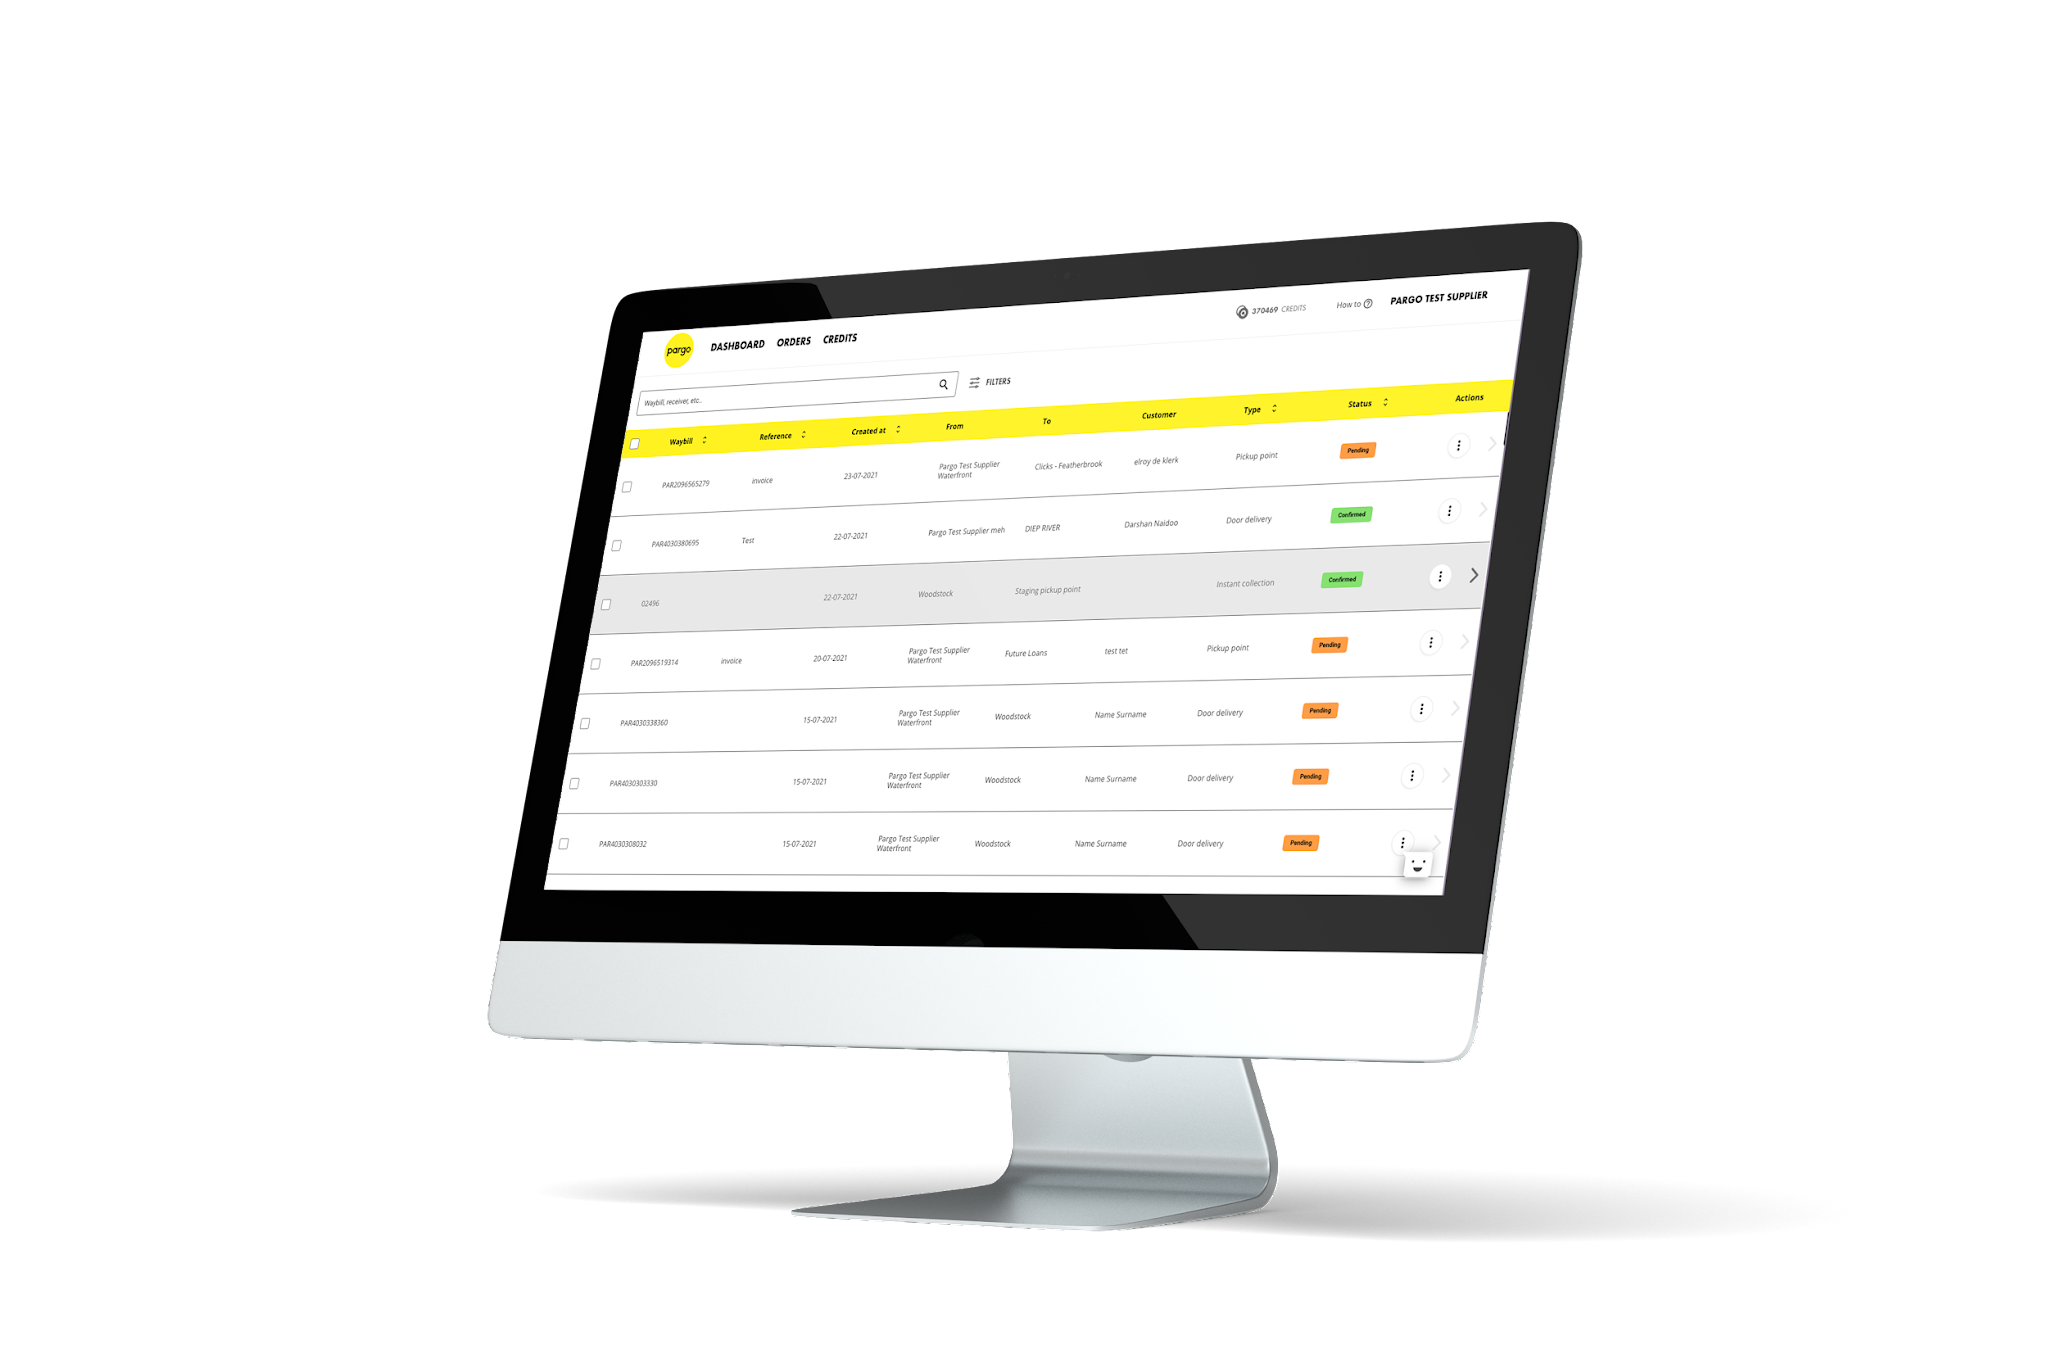 370469 CREDITS
How to ?
PARGO TEST SUPPLIER
pargo
DASHBOARD ORDERS CREDITS
Waybill, receiver, etc..
FILTERS
Waybill Reference Created at From To Customer Type Status Actions
PAR2096565279 invoice 23-07-2021 Pargo Test Supplier Clicks - Featherbrook elroy de klerk Pickup point Pending
Waterfront
PAR4030380695 Test 22-07-2021 Pargo Test Supplier meh DIEP RIVER Darshan Naidoo Door delivery Confirmed
02496 22-07-2021 Woodstock Staging pickup point Instant collection Confirmed
PAR2096519314 invoice 20-07-2021 Pargo Test Supplier Future Loans test tet Pickup point Pending
Waterfront
PAR4030338360 15-07-2021 Pargo Test Supplier Woodstock Name Surname Door delivery Pending
Waterfront
PAR4030303330 15-07-2021 Pargo Test Supplier Woodstock Name Surname Door delivery Pending
Waterfront
PAR4030308032 15-07-2021 Pargo Test Supplier Woodstock Name Surname Door delivery Pending
Waterfront